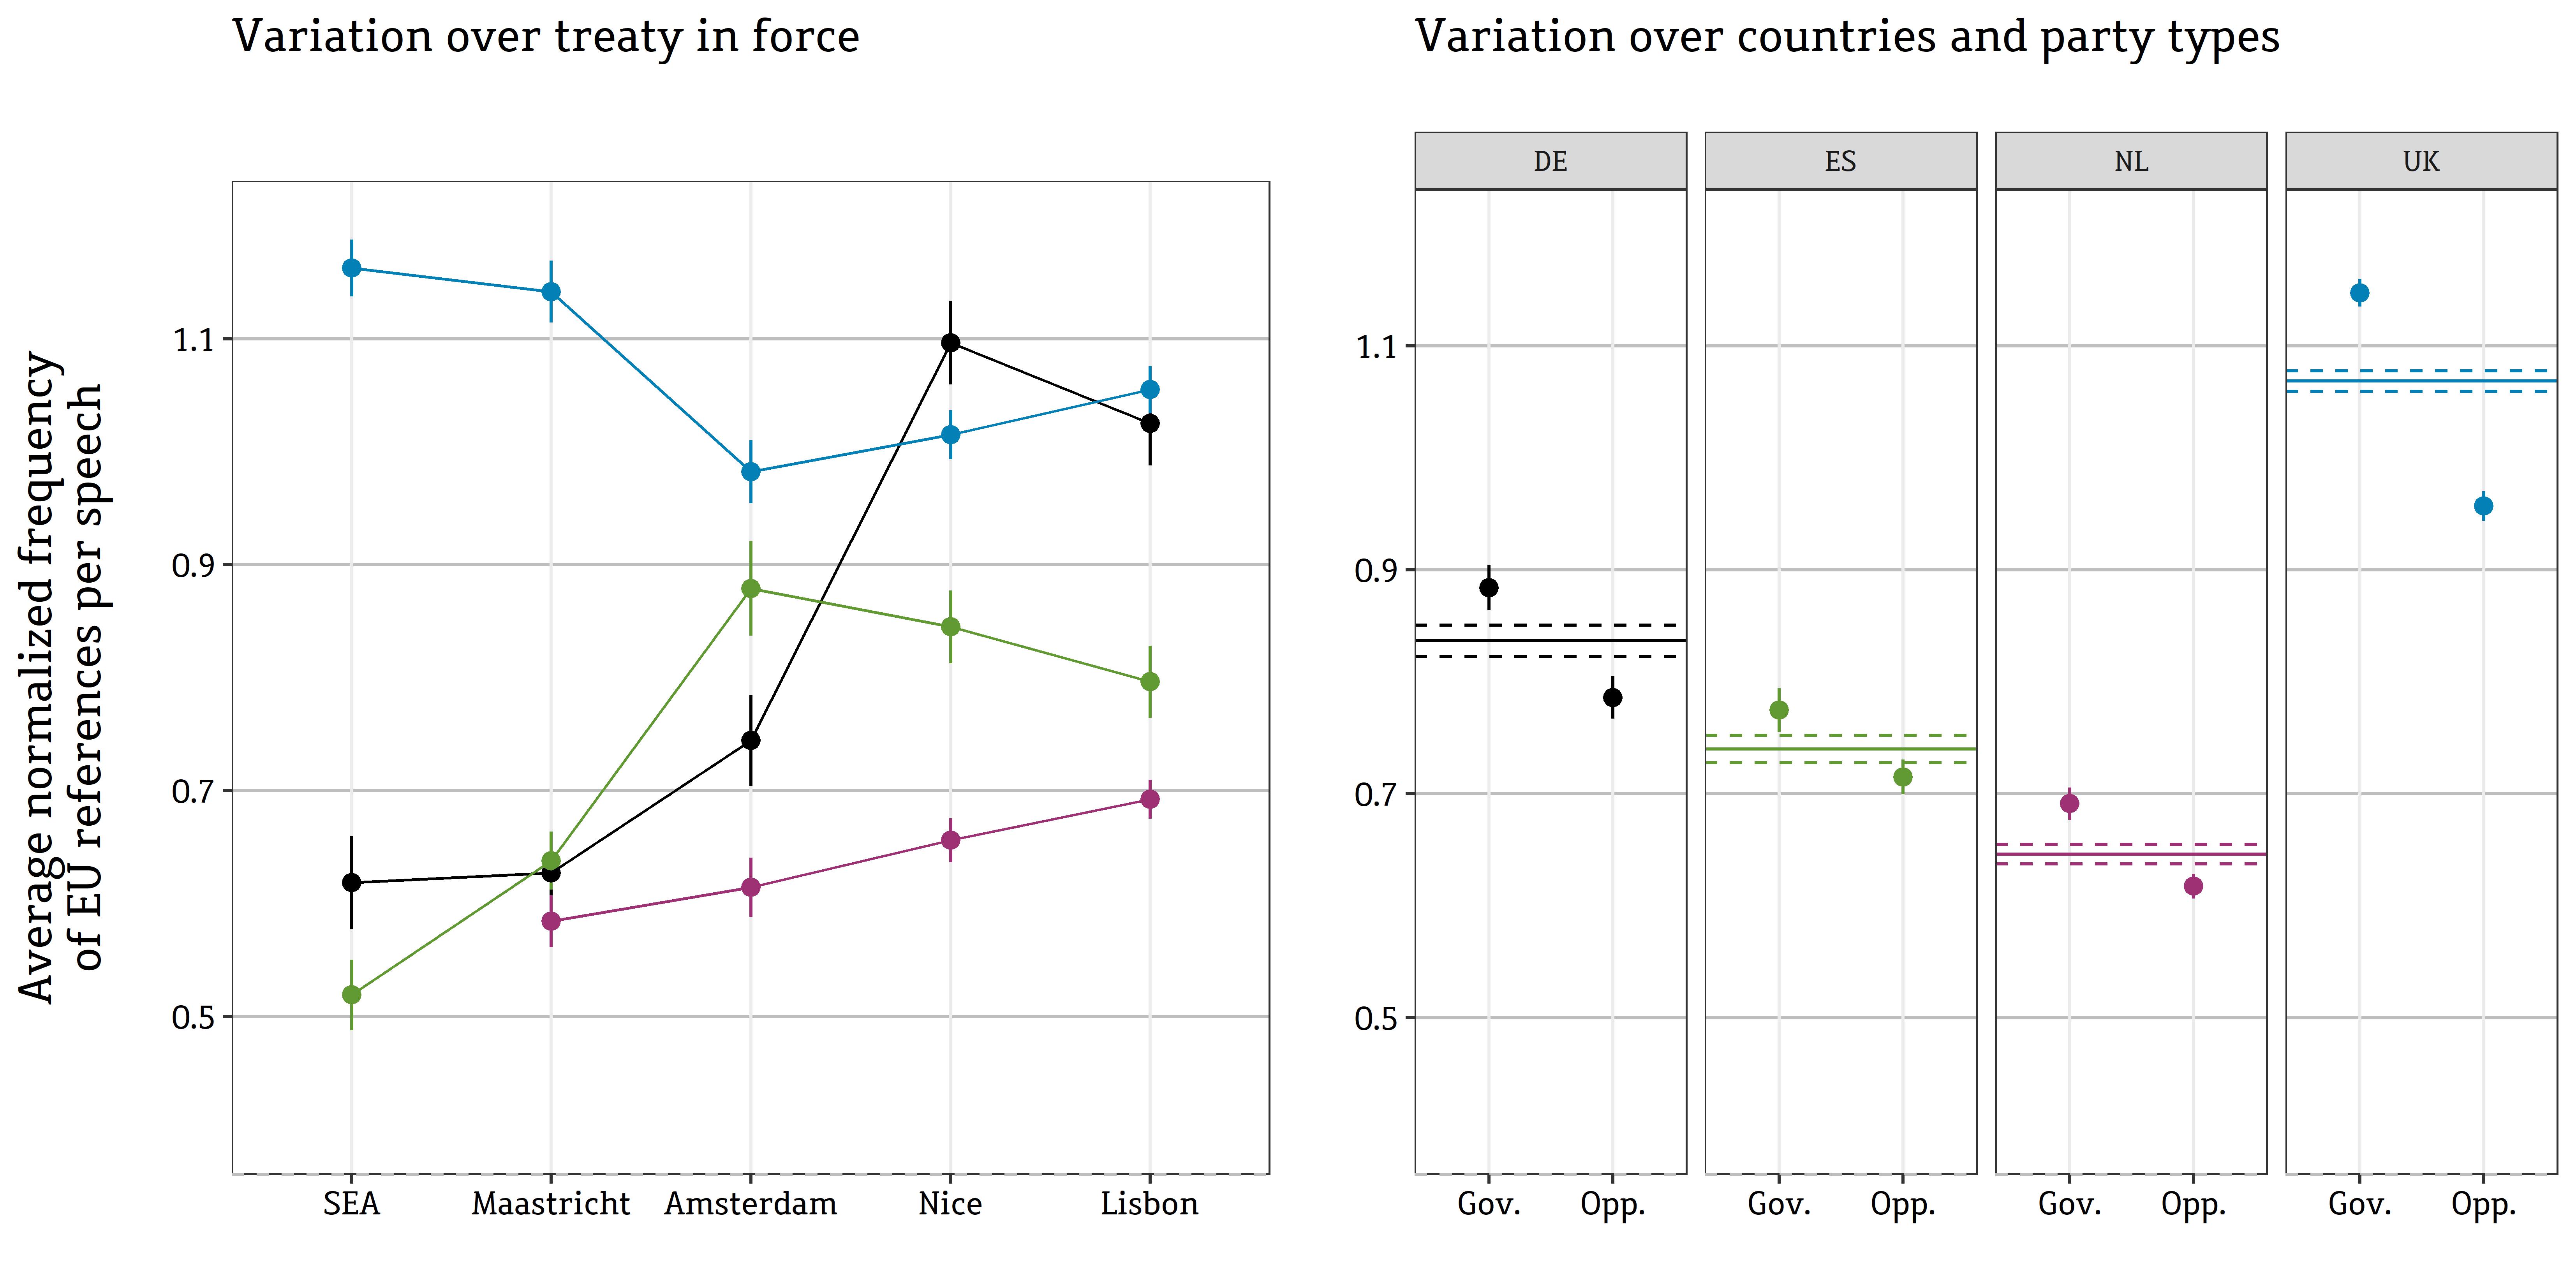 Variation over treaty in force
Average normalized frequency
of EU references per speech
1.1
0.9
0.7
0.5
SEA
Maastricht
Amsterdam
Nice
Lisbon
Variation over countries and party types
DE
ES
NL
UK
1.1
0.9
0.7
0.5
Gov.
Opp.
Gov.
Opp.
Gov.
Opp.
Gov.
Opp.